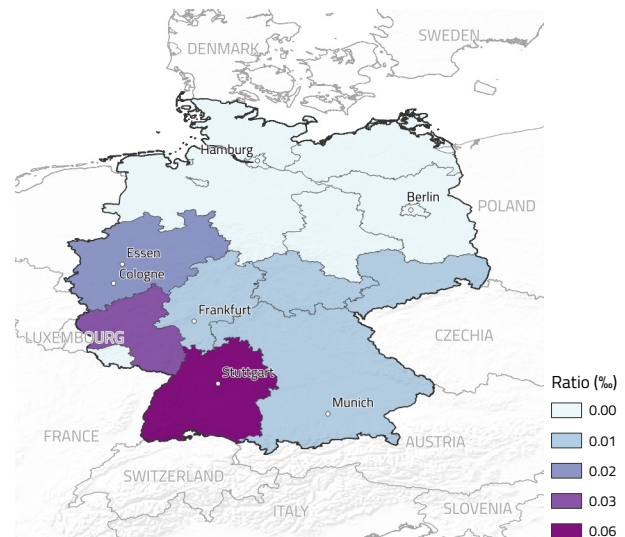 SWEDEN
DENMARK
Hamburg
Berlin
POLAND
Essen
Cologne
Frankfurt
LUXEMBOURG
CZECHIA
Stuttgart
Munich
FRANCE
AUSTRIA
SWITZERLAND
ITALY
SLOVENIA
Ratio (‰)
0.00
0.01
0.02
0.03
0.06